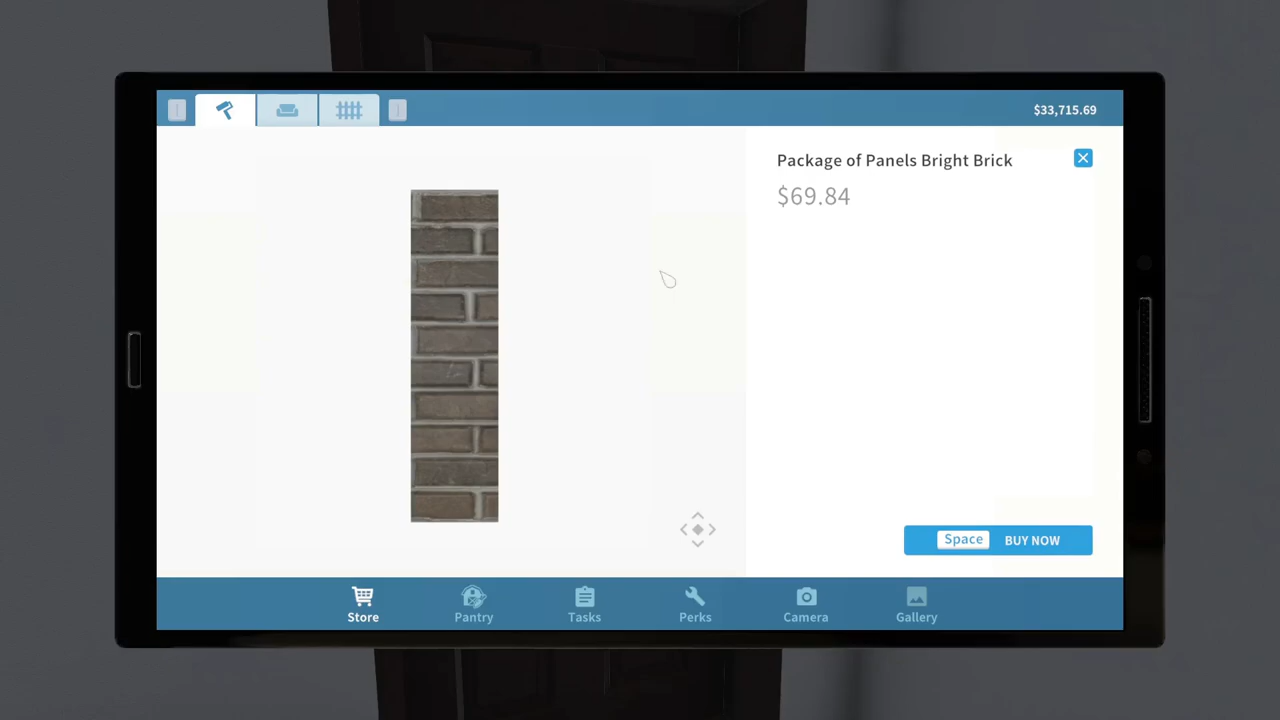 $33,715.69
Package of Panels Bright Brick
$69.84
Space BUY NOW
Store Pantry Tasks Perks Camera Gallery